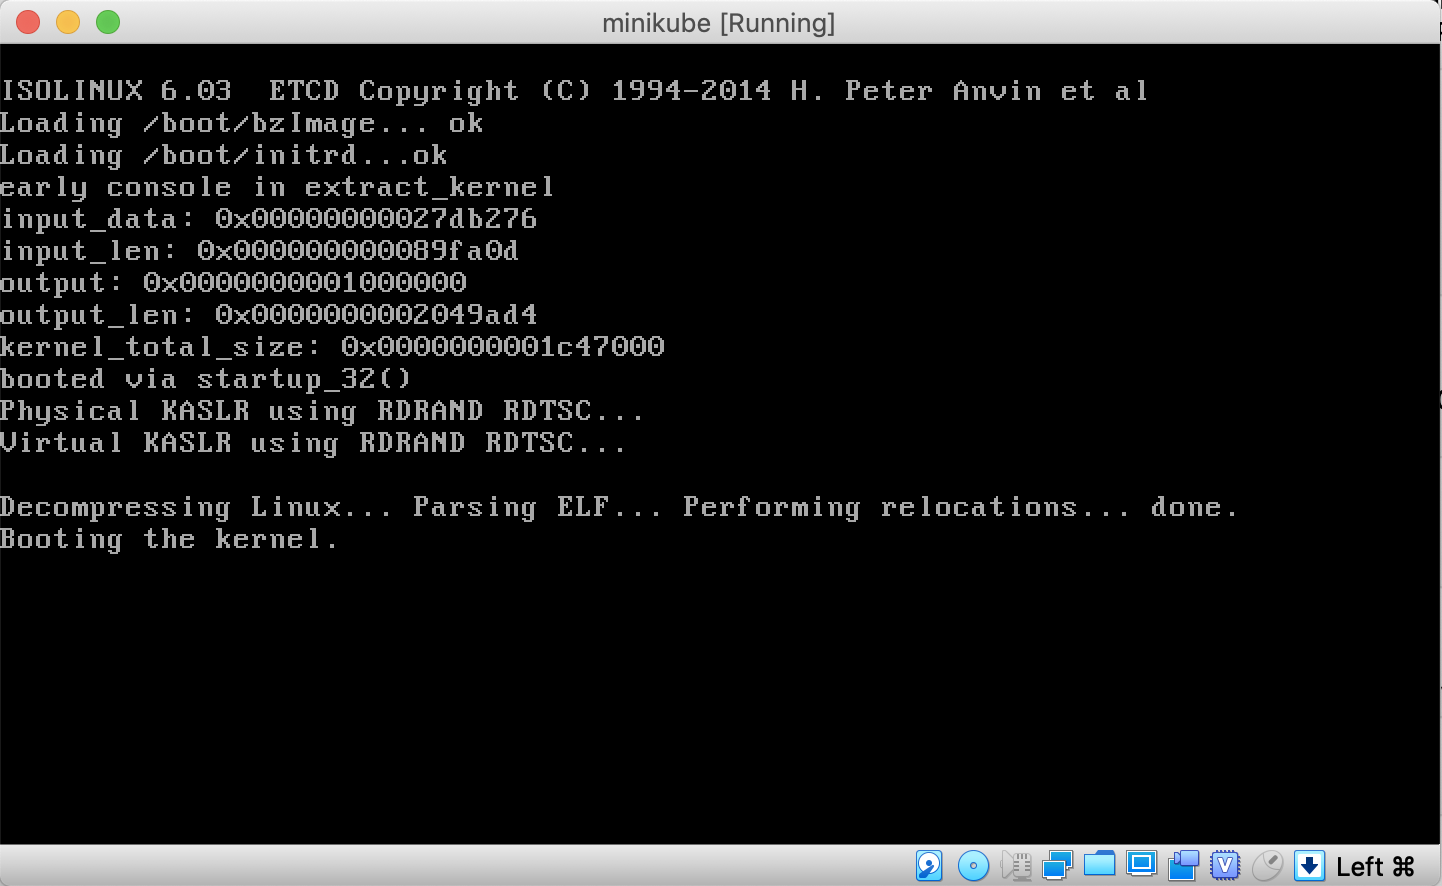 minikube [Running]
ISOLINUX 6.03  ETCD Copyright (C) 1994-2014 H. Peter Anvin et al
Loading /boot/bzImage... ok
Loading /boot/initrd...ok
early console in extract_kernel
input_data: 0x00000000027db276
input_len: 0x000000000089fa0d
output: 0x0000000001000000
output_len: 0x0000000002049ad4
kernel_total_size: 0x0000000001c47000
booted via startup_32()
Physical KASLR using RDRAND RDTSC...
Virtual KASLR using RDRAND RDTSC...
Decompressing Linux... Parsing ELF... Performing relocations... done.
Booting the kernel.
Left ⌘